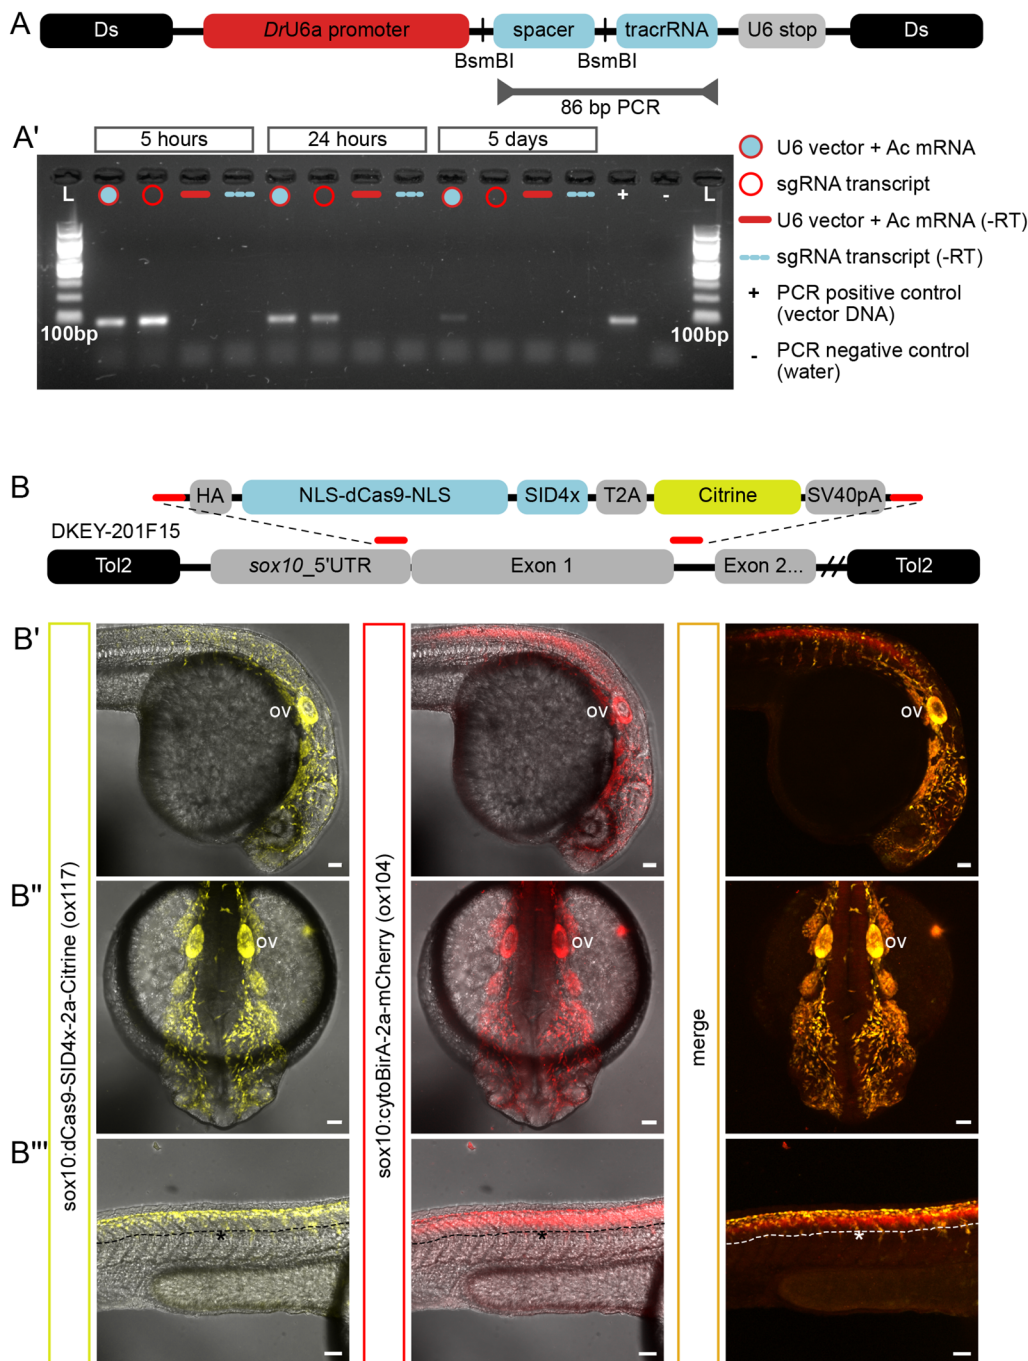 A
Ds
DrU6a promoter
spacer
tracrRNA
U6 stop
Ds
BsmBI
BsmBI
86 bp PCR
A'
5 hours
24 hours
5 days
L
+
-
L
100bp
100bp
U6 vector + Ac mRNA
sgRNA transcript
U6 vector + Ac mRNA (-RT)
sgRNA transcript (-RT)
+ PCR positive control
(vector DNA)
- PCR negative control
(water)
B
HA
NLS-dCas9-NLS
SID4x
T2A
Citrine
SV40pA
DKEY-201F15
Tol2
sox10_5'UTR
Exon 1
Exon 2...
Tol2
B'
sox10:dCas9-SID4x-2a-Citrine (ox117)
ov
sox10:cytoBirA-2a-mCherry (ox104)
ov
merge
ov
B''
ov
ov
ov
B'''
*
*
*